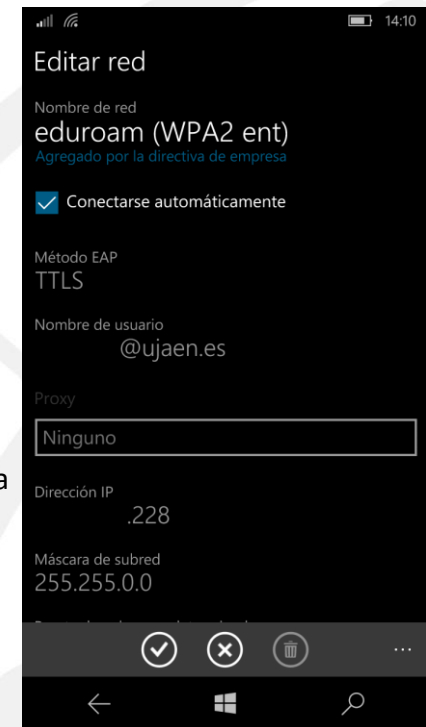 14:10
Editar red
Nombre de red
eduroam (WPA2 ent)
Agregado por la directiva de empresa
Conectarse automáticamente
Método EAP
TTLS
Nombre de usuario
@ujaen.es
Proxy
Ninguno
a
Dirección IP
.228
Máscara de subred
255.255.0.0
...